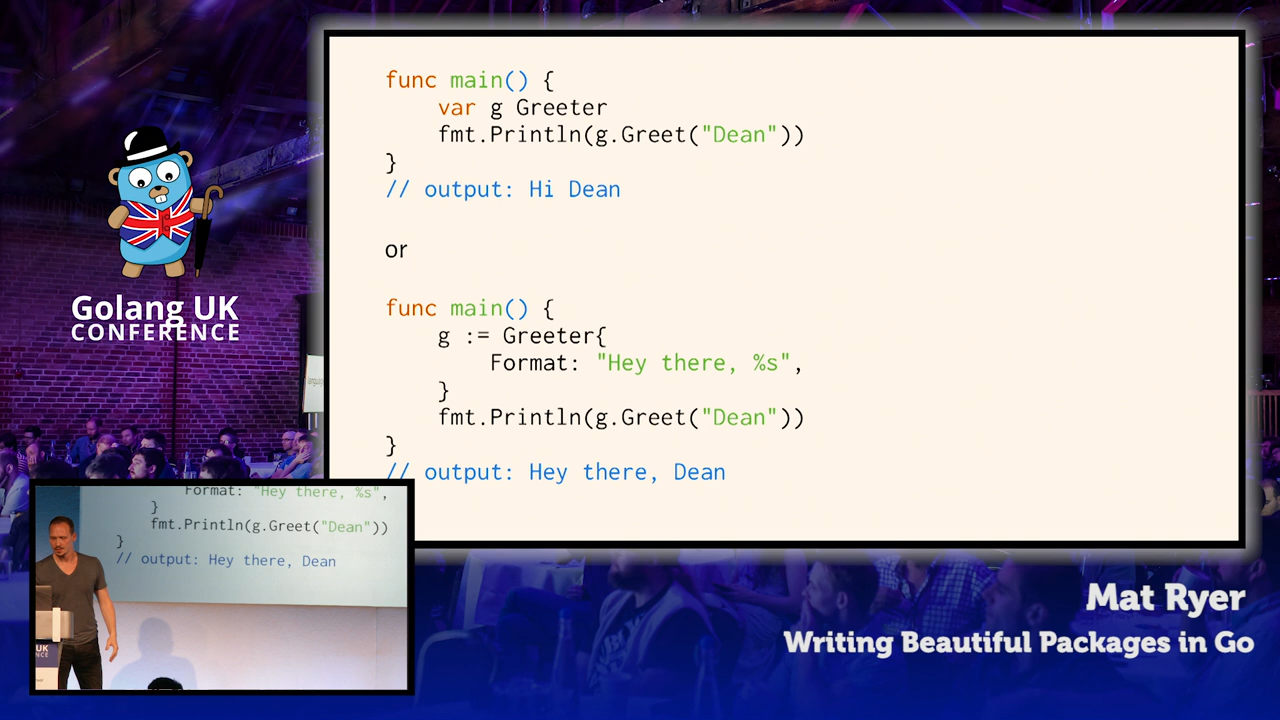 func main() {
    var g Greeter
    fmt.Println(g.Greet("Dean"))
}
// output: Hi Dean
or
func main() {
    g := Greeter{
        Format: "Hey there, %s",
    }
    fmt.Println(g.Greet("Dean"))
}
// output: Hey there, Dean
Golang UK
CONFERENCE
Format: "Hey there, %s",
}
fmt.Println(g.Greet("Dean"))
}
// output: Hey there, Dean
UK
Mat Ryer
Writing Beautiful Packages in Go